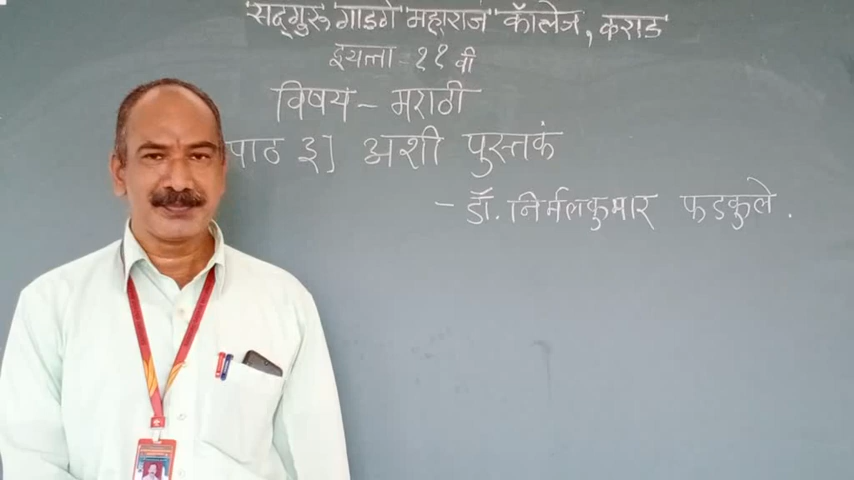 "सद्गुरु गाडगे महाराज" कॉलेज, कराड
इयत्ता - ११ वी
विषय - मराठी
पाठ ३] अशी पुस्तकं
- डॉ. निर्मलकुमार फडकुले.